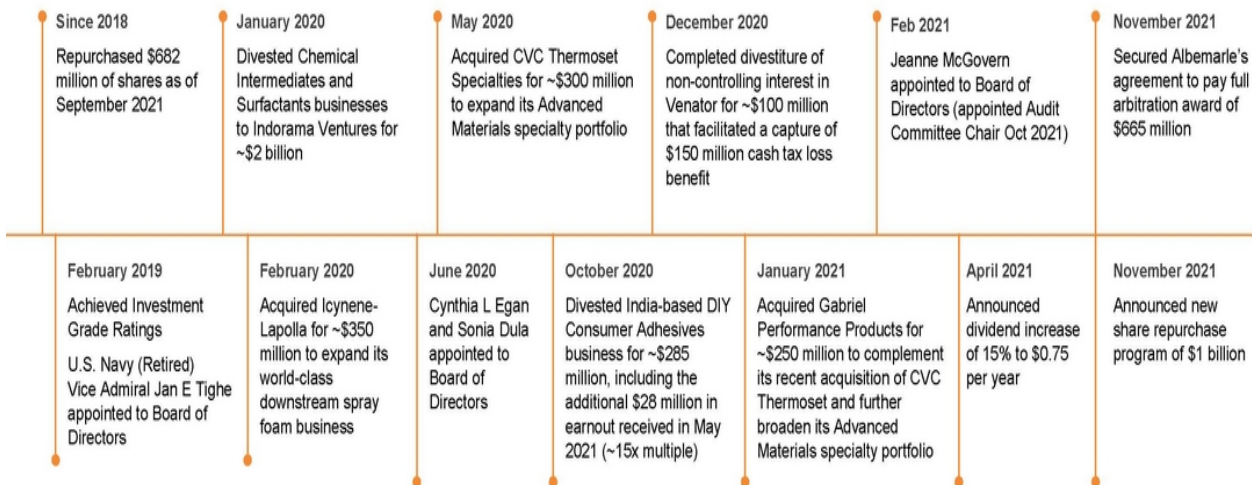 Since 2018
Repurchased $682
million of shares as of
September 2021
January 2020
Divested Chemical
Intermediates and
Surfactants businesses
to Indorama Ventures for
~$2 billion
May 2020
Acquired CVC Thermoset
Specialties for ~$300 million
to expand its Advanced
Materials specialty portfolio
December 2020
Completed divestiture of
non-controlling interest in
Venator for ~$100 million
that facilitated a capture of
$150 million cash tax loss
benefit
Feb 2021
Jeanne McGovern
appointed to Board of
Directors (appointed Audit
Committee Chair Oct 2021)
November 2021
Secured Albemarle's
agreement to pay full
arbitration award of
$665 million
February 2019
Achieved Investment
Grade Ratings
U.S. Navy (Retired)
Vice Admiral Jan E Tighe
appointed to Board of
Directors
February 2020
Acquired Icynene-
Lapolla for ~$350
million to expand its
world-class
downstream spray
foam business
June 2020
Cynthia L Egan
and Sonia Dula
appointed to
Board of
Directors
October 2020
Divested India-based DIY
Consumer Adhesives
business for ~$285
million, including the
additional $28 million in
earnout received in May
2021 (~15x multiple)
January 2021
Acquired Gabriel
Performance Products for
~$250 million to complement
its recent acquisition of CVC
Thermoset and further
broaden its Advanced
Materials specialty portfolio
April 2021
Announced
dividend increase
of 15% to $0.75
per year
November 2021
Announced new
share repurchase
program of $1 billion